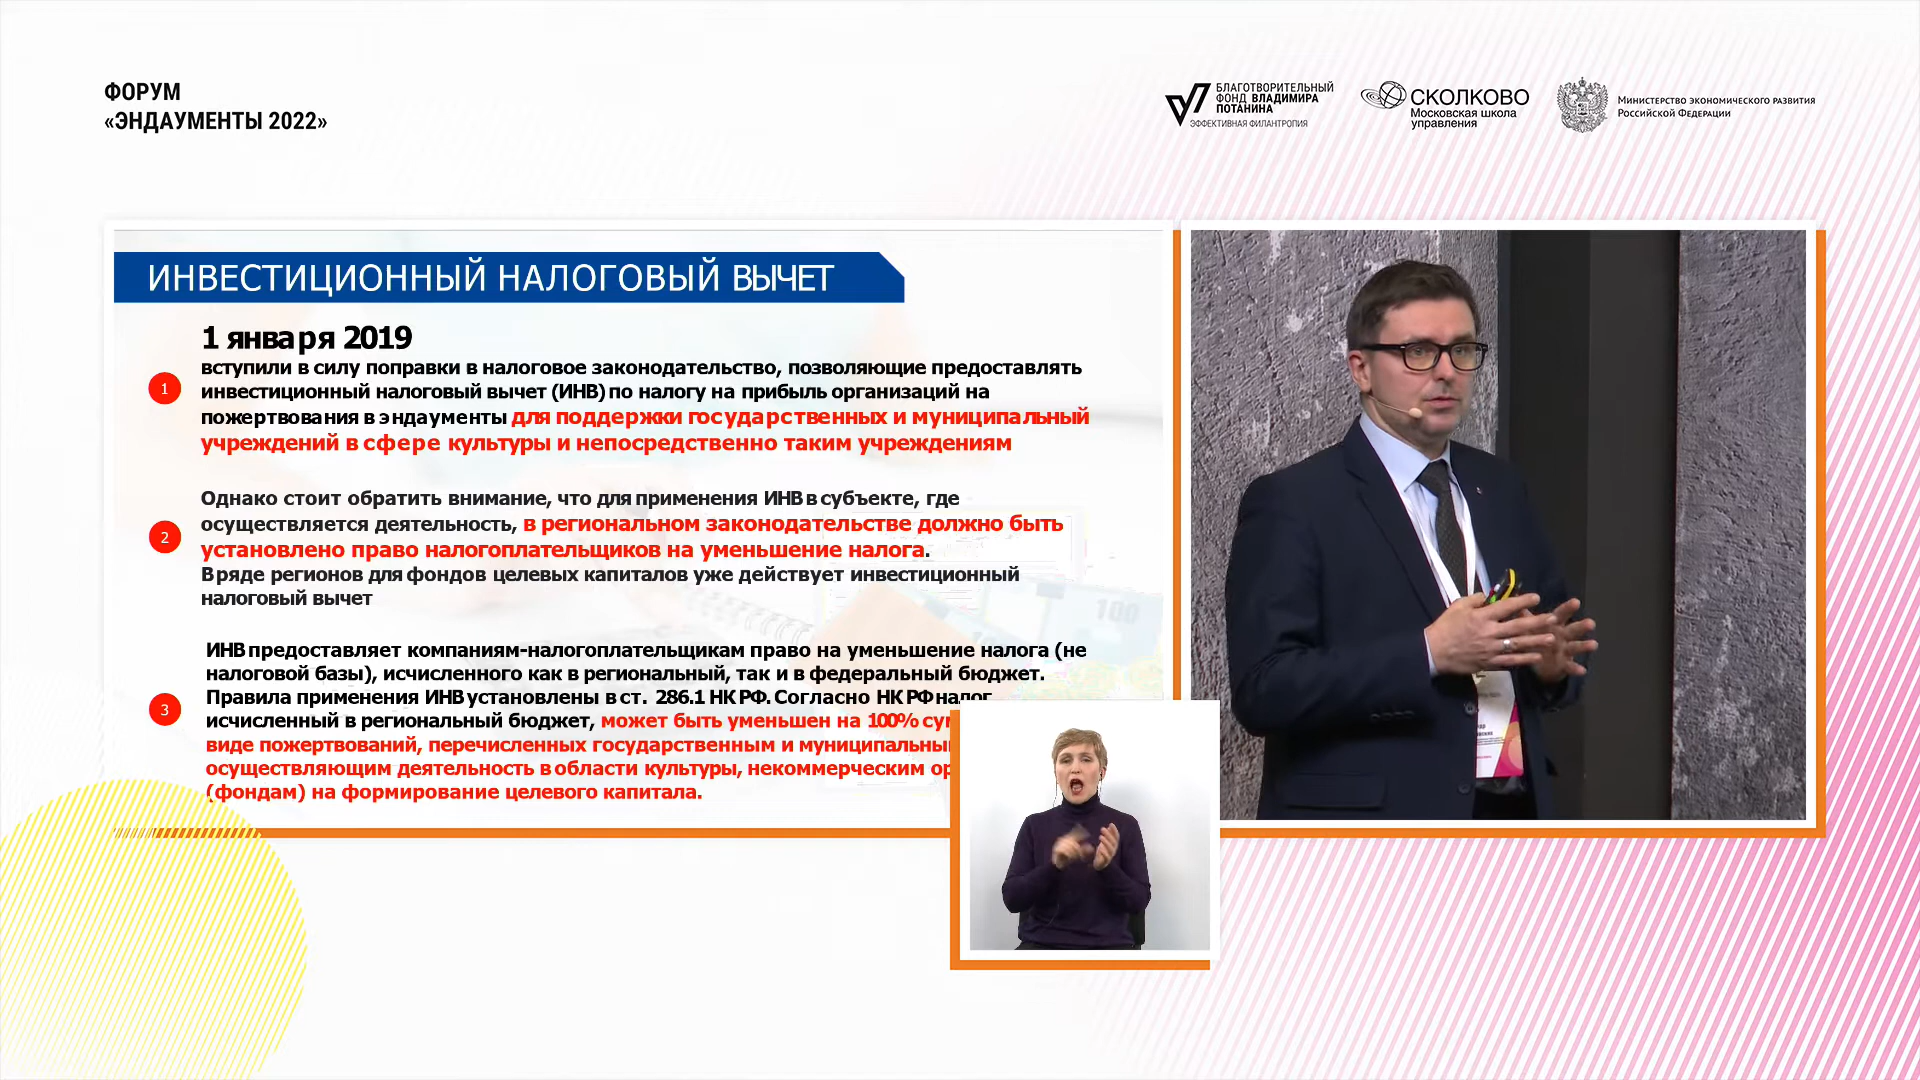 ФОРУМ
«ЭНДАУМЕНТЫ 2022»
БЛАГОТВОРИТЕЛЬНЫЙ
ФОНД ВЛАДИМИРА
ПОТАНИНА
ЭФФЕКТИВНАЯ ФИЛАНТРОПИЯ
СКОЛКОВО
Московская школа
управления
Министерство экономического развития
Российской Федерации
ИНВЕСТИЦИОННЫЙ НАЛОГОВЫЙ ВЫЧЕТ
1 января 2019
вступили в силу поправки в налоговое законодательство, позволяющие предоставлять
1
инвестиционный налоговый вычет (ИНВ) по налогу на прибыль организаций на
пожертвования в эндаументы для поддержки государственных и муниципальный
учреждений в сфере культуры и непосредственно таким учреждениям
Однако стоит обратить внимание, что для применения ИНВ в субъекте, где
2
осуществляется деятельность, в региональном законодательстве должно быть
установлено право налогоплательщиков на уменьшение налога.
В ряде регионов для фондов целевых капиталов уже действует инвестиционный
налоговый вычет
ИНВ предоставляет компаниям-налогоплательщикам право на уменьшение налога (не
налоговой базы), исчисленного как в региональный, так и в федеральный бюджет.
3
Правила применения ИНВ установлены в ст. 286.1 НК РФ. Согласно НК РФ налог
исчисленный в региональный бюджет, может быть уменьшен на 100%
виде пожертвований, перечисленных государственным и
осуществляющим деятельность в области культуры, некоммерческим
(фондам) на формирование целевого капитала.
100